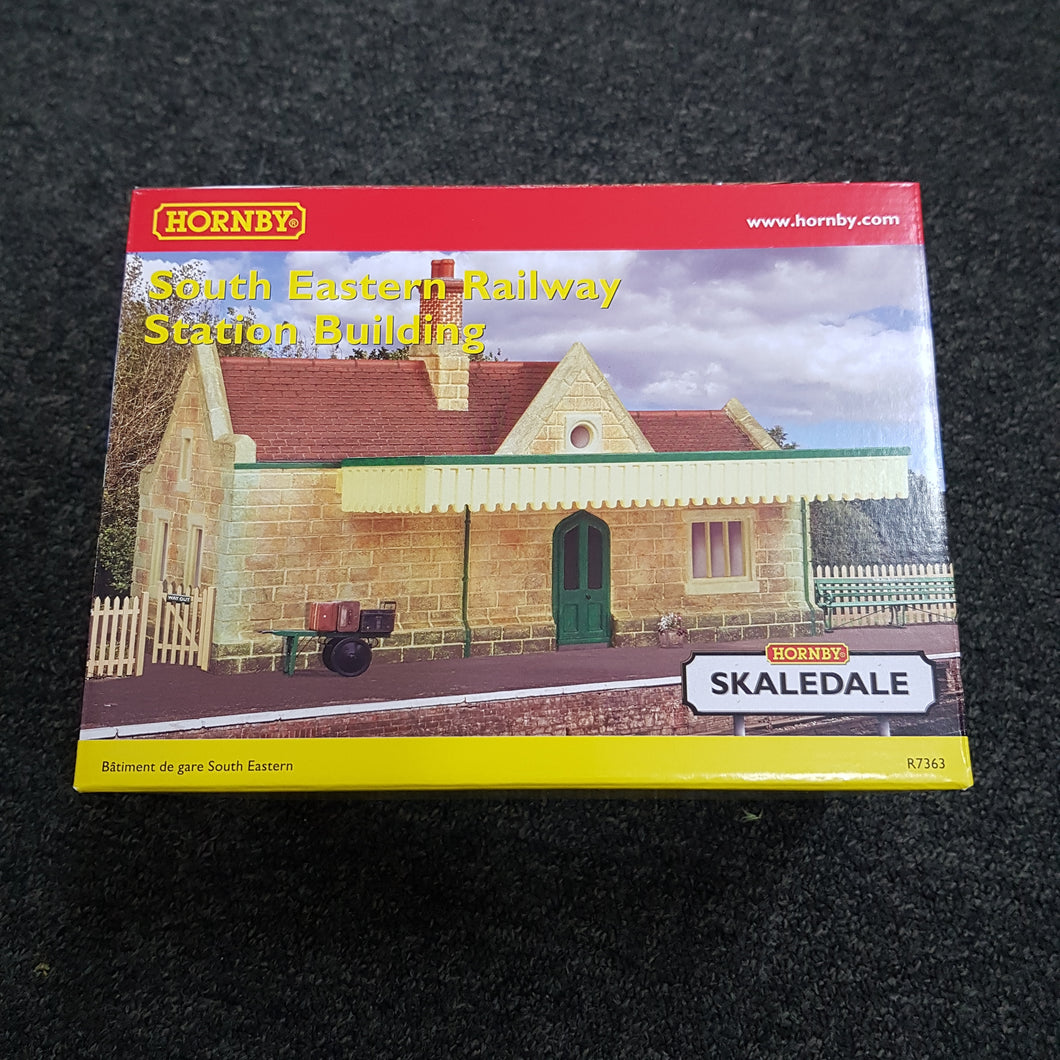 HORNBY®
www.hornby.com
South Eastern Railway
Station Building
WAY OUT
HORNBY®
SKALEDALE
Bâtiment de gare South Eastern
R7363